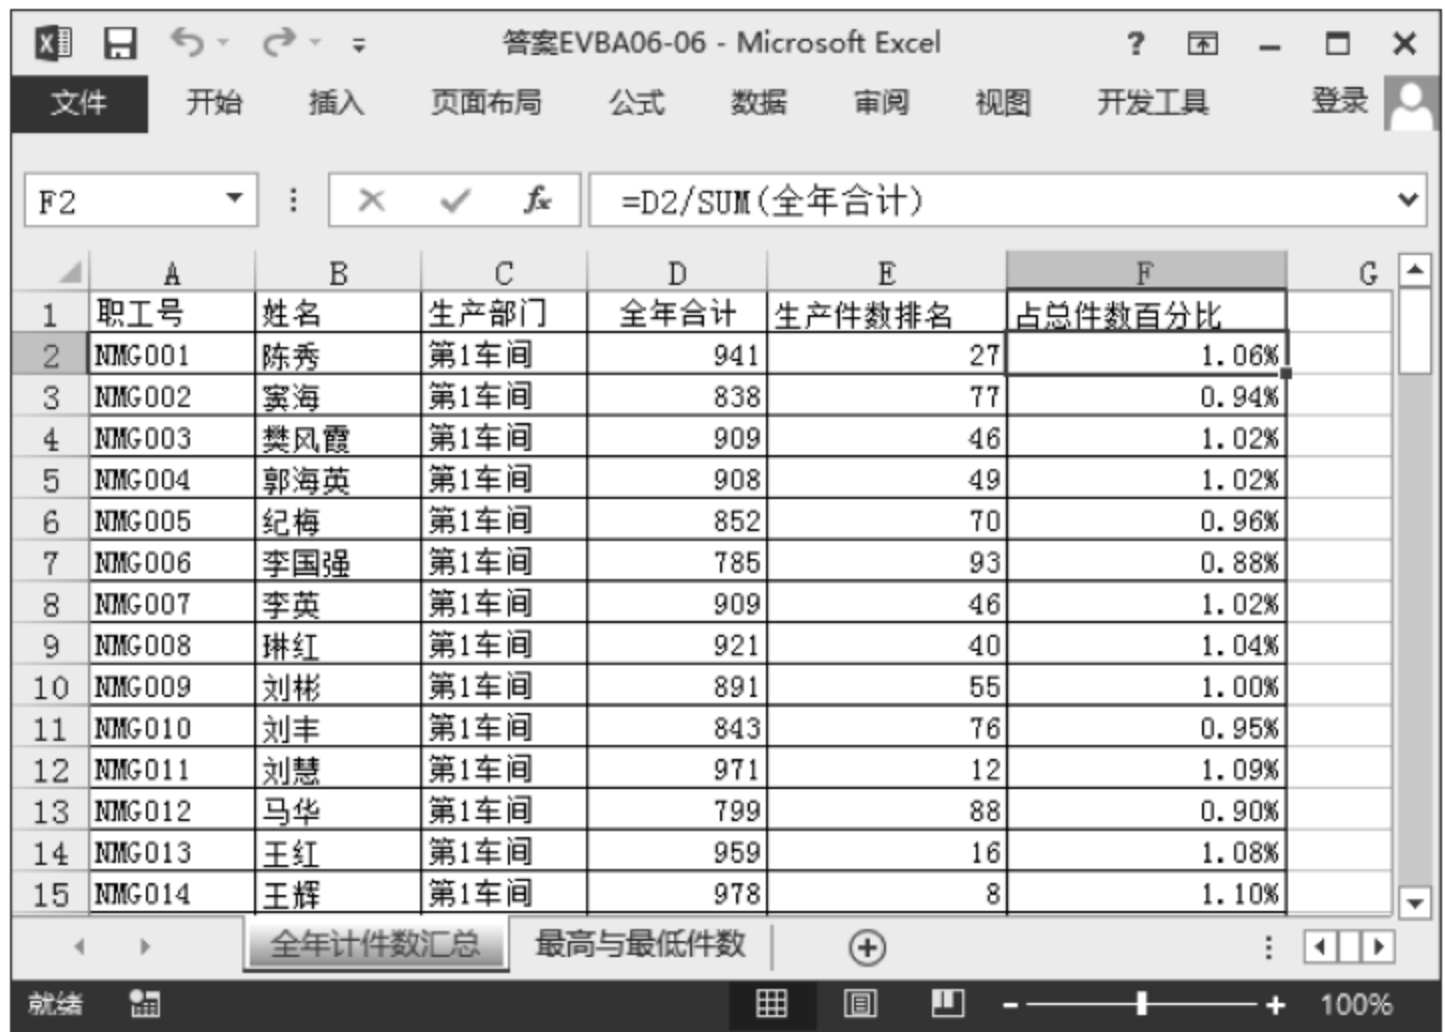 答案EVBA06-06 - Microsoft Excel ?
文件 开始 插入 页面布局 公式 数据 审阅 视图 开发工具 登录
F2 fx =D2/SUM(全年合计)
A B C D E F G
1 职工号 姓名 生产部门 全年合计 生产件数排名 占总件数百分比
2 NMG001 陈秀 第1车间 941 27 1.06%
3 NMG002 窦海 第1车间 838 77 0.94%
4 NMG003 樊风霞 第1车间 909 46 1.02%
5 NMG004 郭海英 第1车间 908 49 1.02%
6 NMG005 纪梅 第1车间 852 70 0.96%
7 NMG006 李国强 第1车间 785 93 0.88%
8 NMG007 李英 第1车间 909 46 1.02%
9 NMG008 琳红 第1车间 921 40 1.04%
10 NMG009 刘彬 第1车间 891 55 1.00%
11 NMG010 刘丰 第1车间 843 76 0.95%
12 NMG011 刘慧 第1车间 971 12 1.09%
13 NMG012 马华 第1车间 799 88 0.90%
14 NMG013 王红 第1车间 959 16 1.08%
15 NMG014 王辉 第1车间 978 8 1.10%
全年计件数汇总 最高与最低件数
就绪 100%